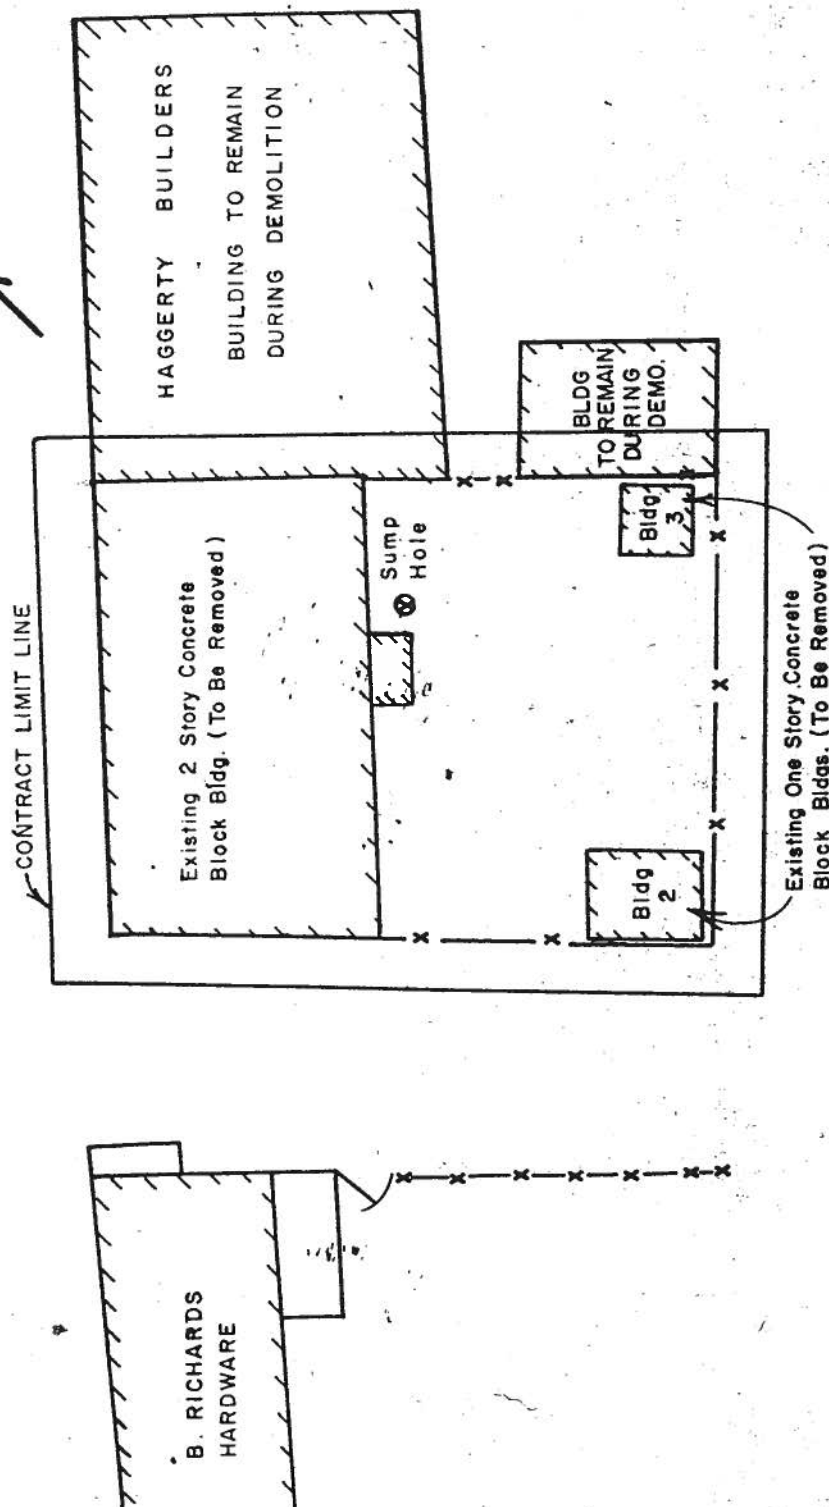 HAGGERTY BUILDERS
BUILDING TO REMAIN
DURING DEMOLITION
BLDG
TO REMAIN
DURING
DEMO.
CONTRACT LIMIT LINE
Existing 2 Story Concrete
Block Bldg. (To Be Removed)
Sump
Hole
Bldg
3
Bldg
2
Existing One Story Concrete
Block Bldgs. (To Be Removed)
B. RICHARDS
HARDWARE